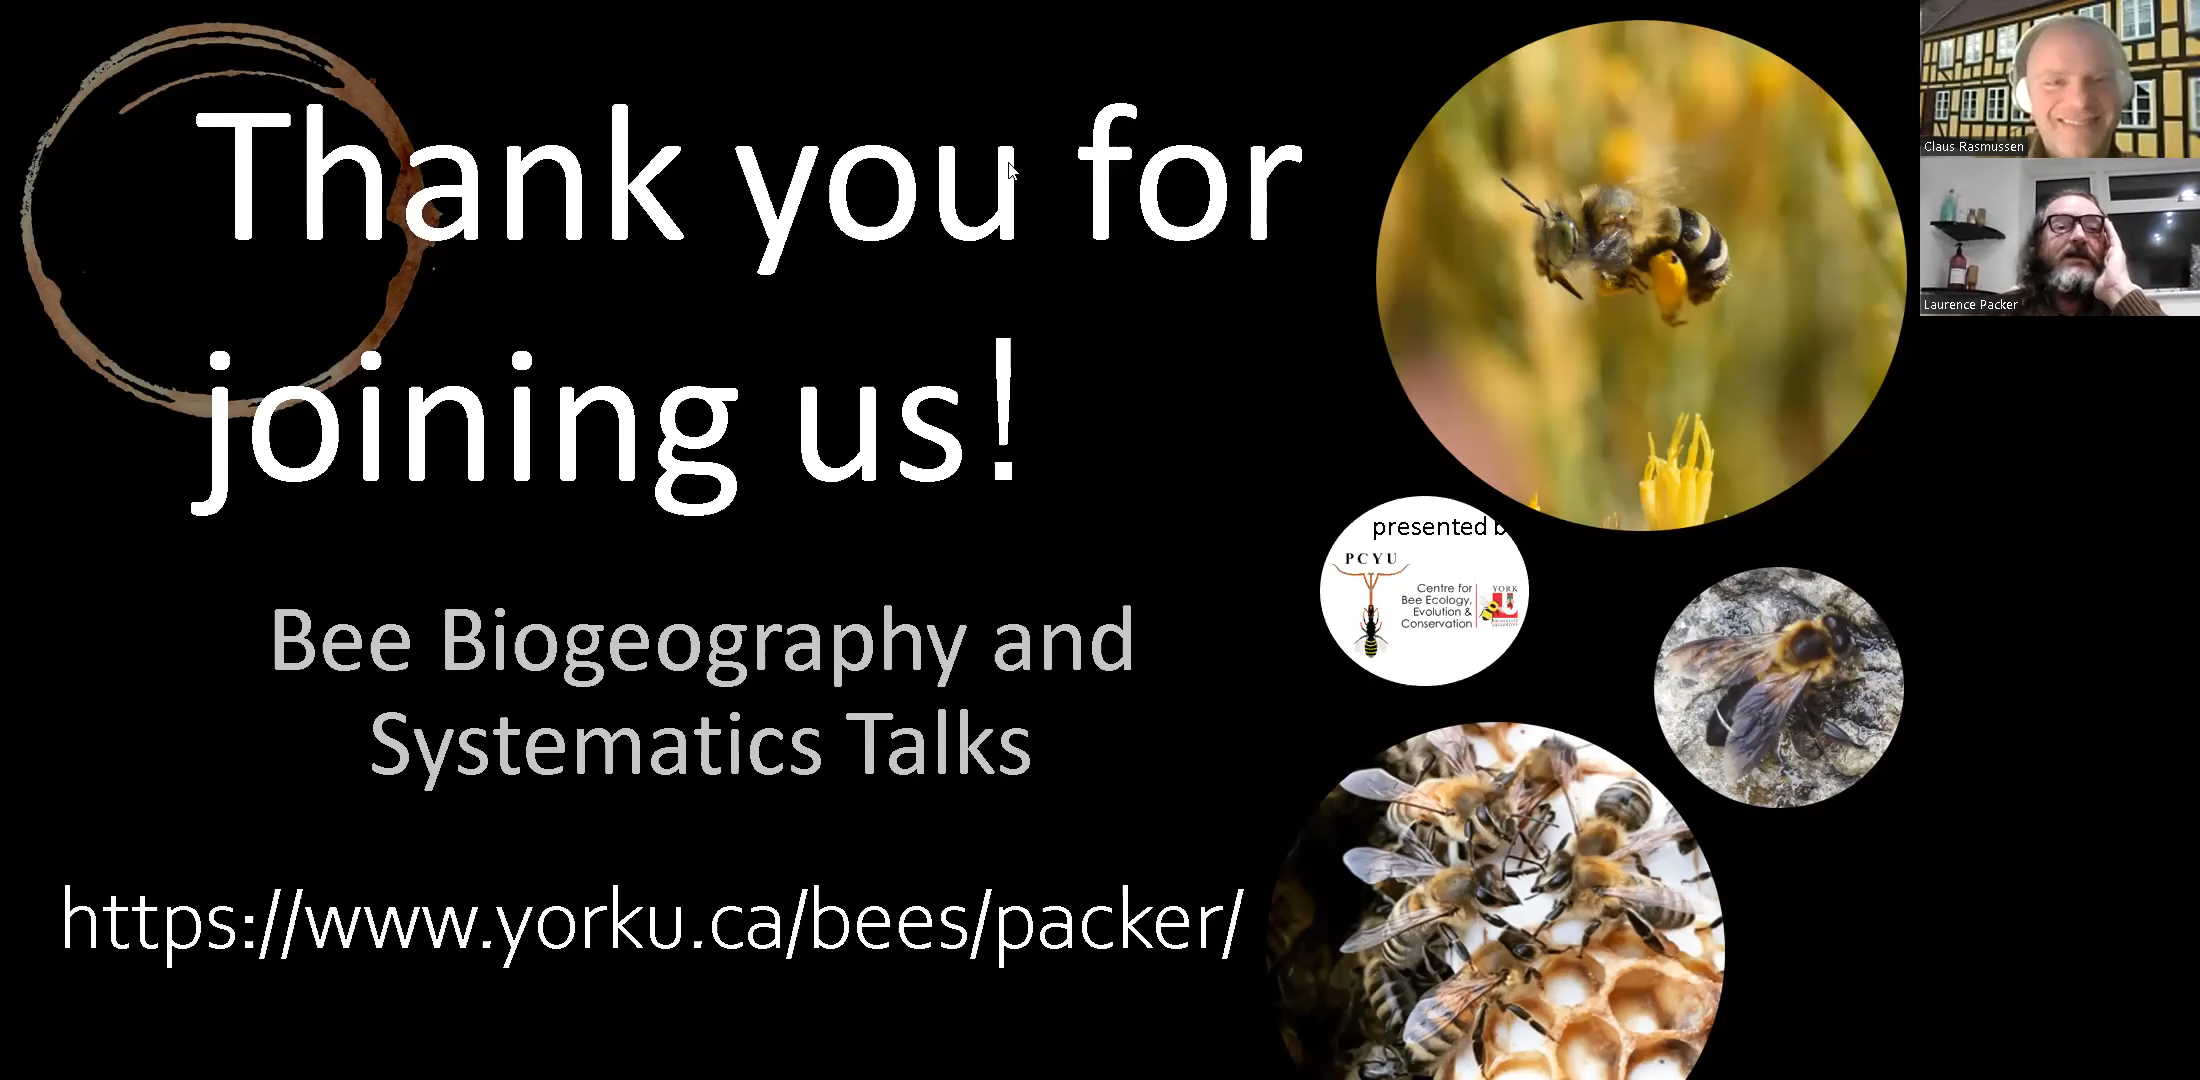 Thank you for
joining us!
Bee Biogeography and
Systematics Talks
https://www.yorku.ca/bees/packer/
presented b
PCYU
Centre for
Bee Ecology,
Evolution &
Conservation
YORK
U
Claus Rasmussen
Laurence Packer